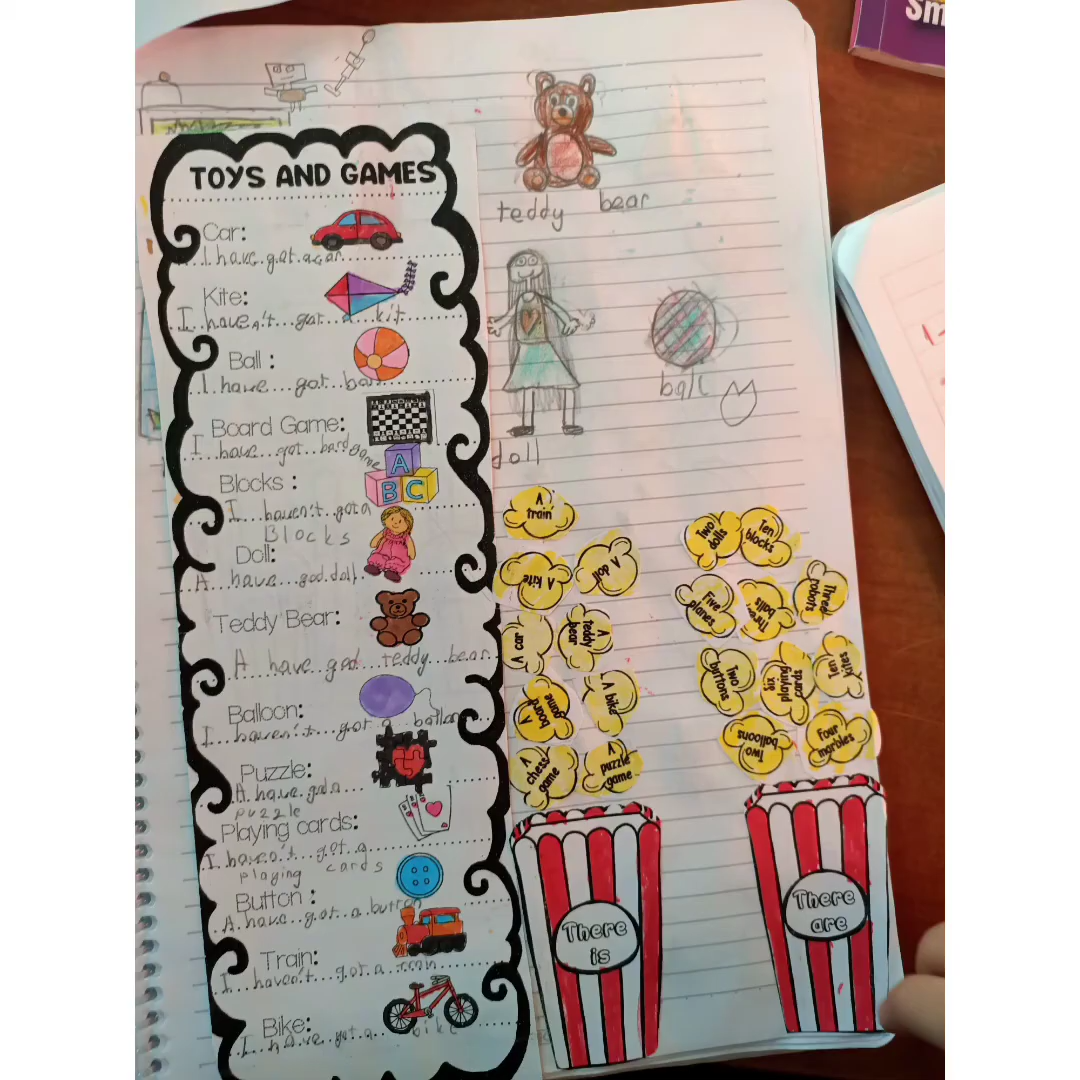 Sm
TOYS AND GAMES
Car:
I have got a car
Kite:
I haven't got a kit
Ball :
I have got bal
Board Game:
I have got bard game
Blocks :
I haven't got a
Blocks
Doll:
A have god doll
Teddy Bear:
A have god teddy bear
Balloon:
I haven't got a ballon
Puzzle:
A have god a
puzzle
Playing cards:
I haven't got a
playing cards
Button :
A have got a button
Train:
I haven't got a train
Bike:
I have got a bike
teddy bear
doll
ball
A train
A kite
A doll
A car
A teddy bear
A board game
A bike
A chess game
A puzzle game
There is
Two dolls
Ten blocks
Five planes
Three balls
Three robots
Two buttons
Six playing cards
Ten kites
Two balloons
Four marbles
There are